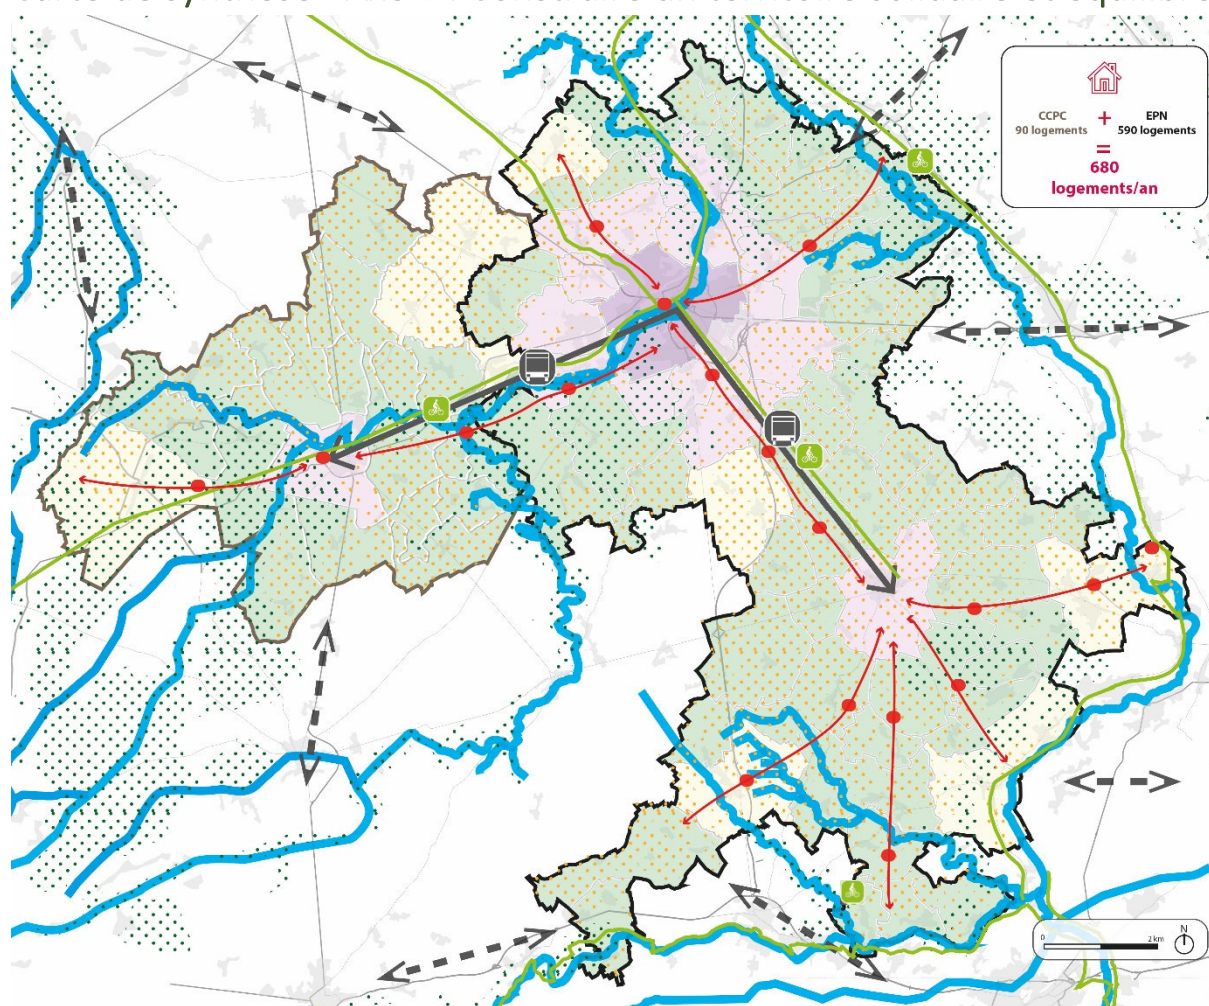 CCPC
90 logements
+
EPN
590 logements
=
680
logements/an
0
2 km
N